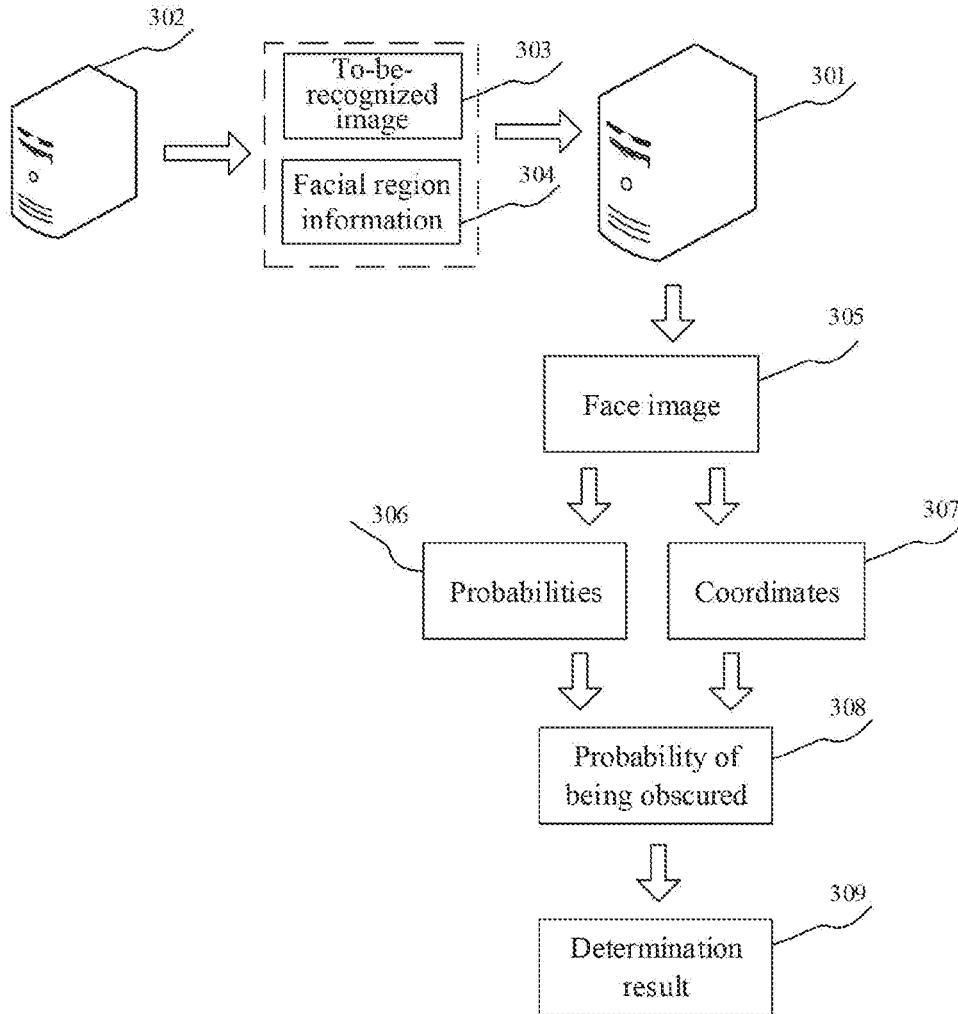 302
303
To-be-
recognized
image
301
304
Facial region
information
305
Face image
306
307
Probabilities
Coordinates
308
Probability of
being obscured
309
Determination
result